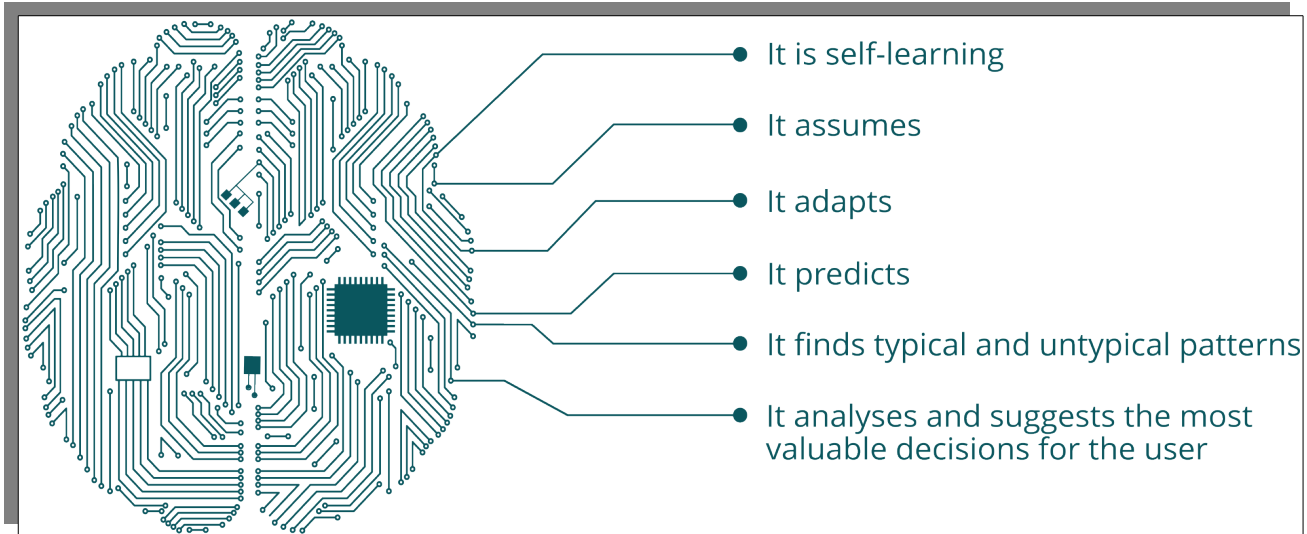 It is self-learning
It assumes
It adapts
It predicts
It finds typical and untypical patterns
It analyses and suggests the most
valuable decisions for the user